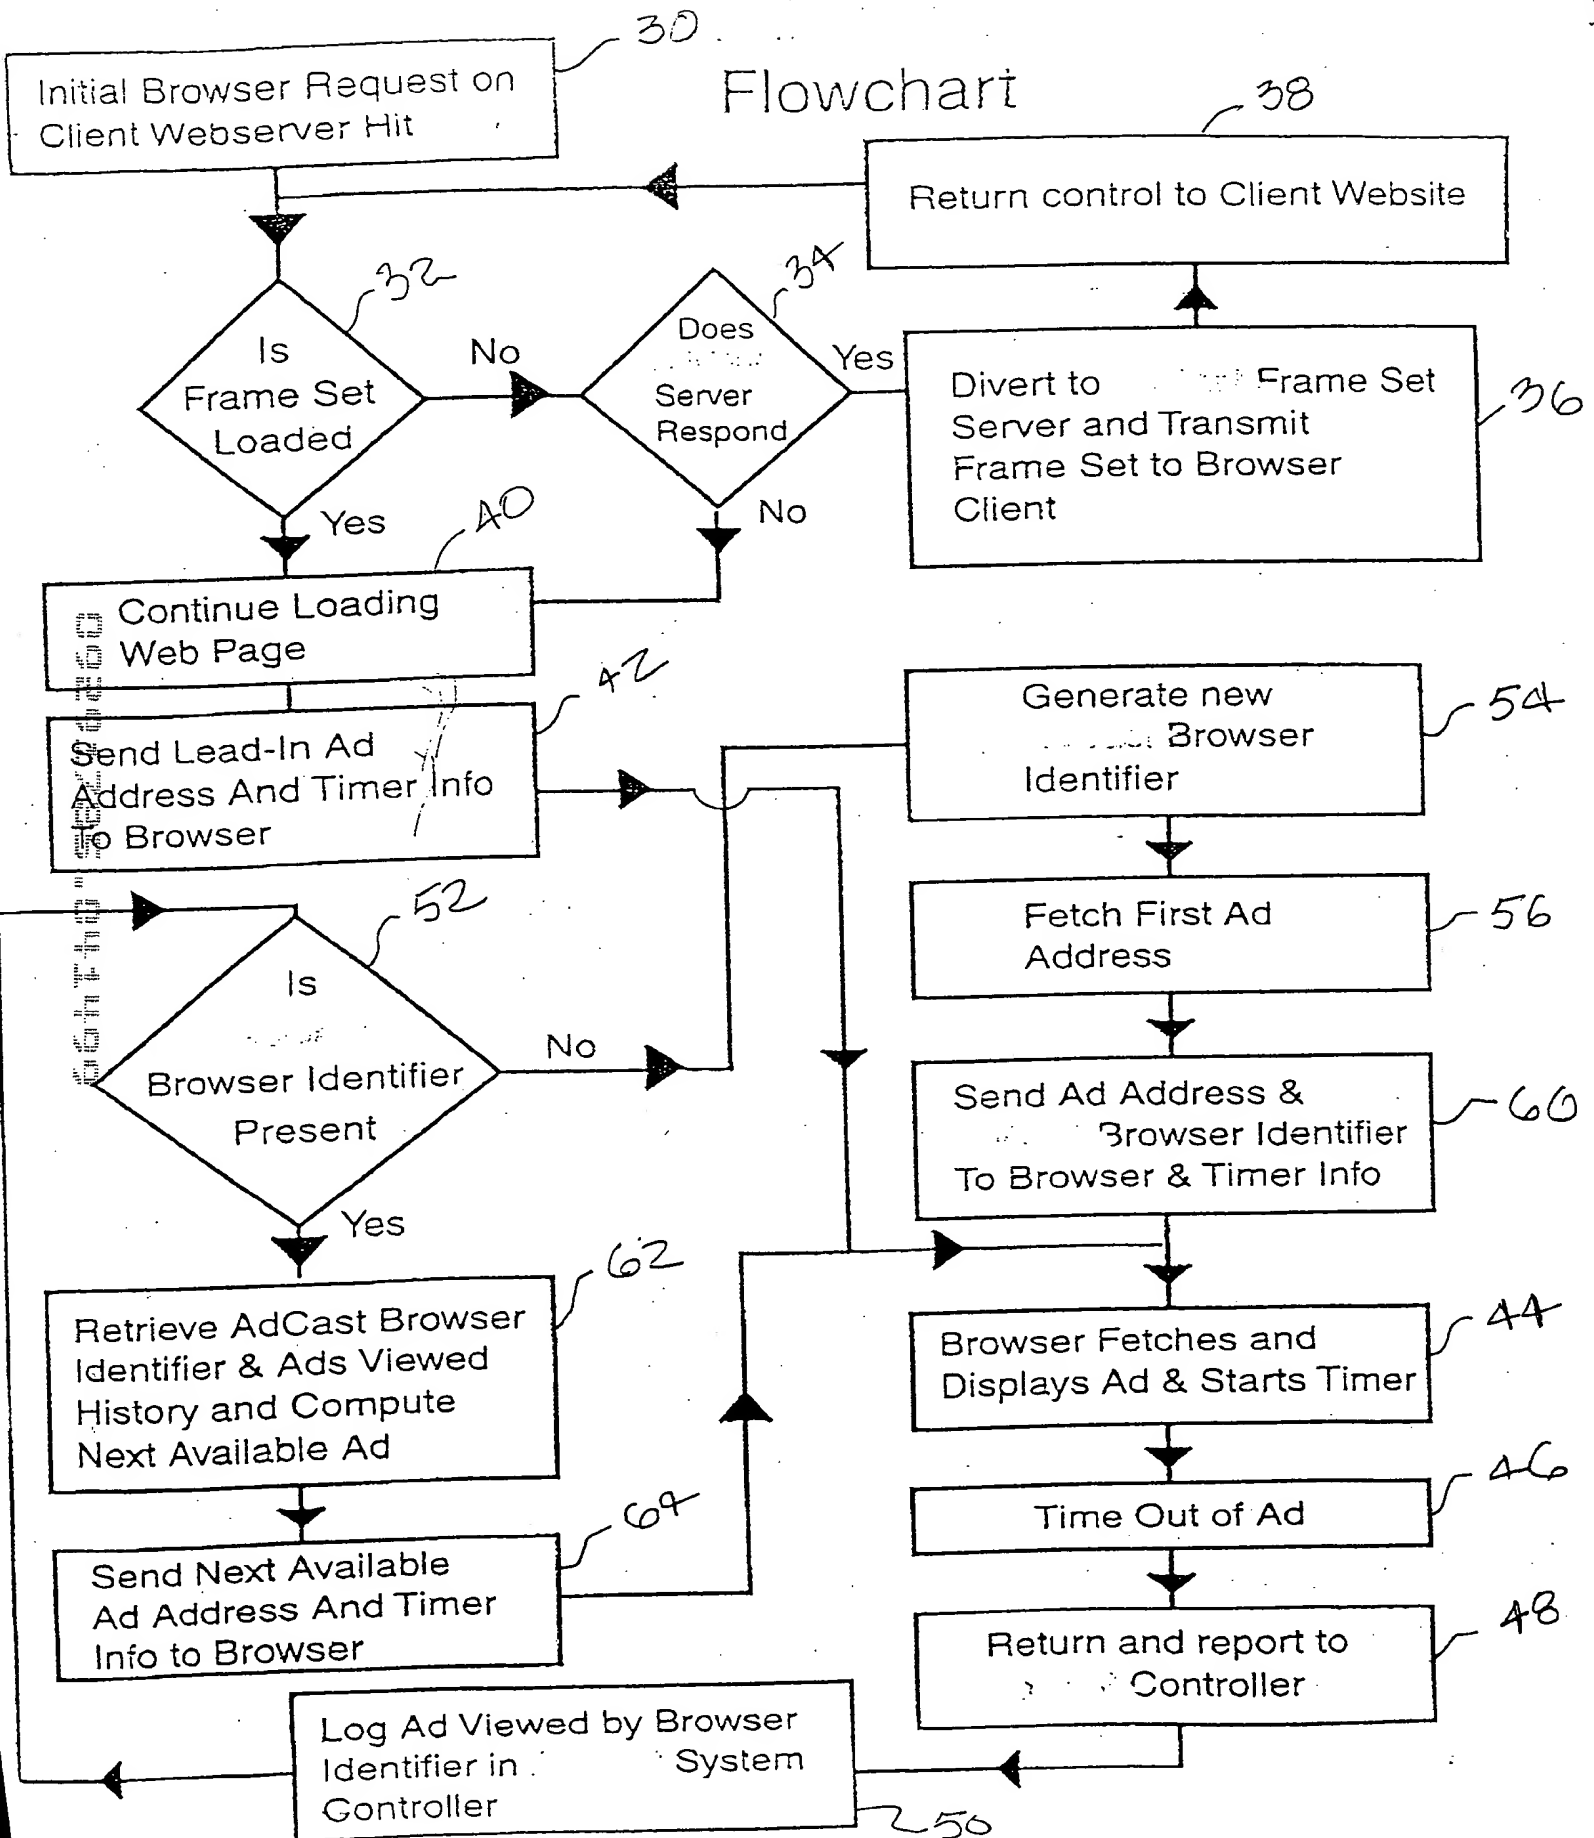 30
Initial Browser Request on
Client Webserver Hit
Flowchart
38
Return control to Client Website
32
Is
Frame Set
Loaded
No
Yes
34
Does
Server
Respond
Yes
No
36
Divert to Frame Set
Server and Transmit
Frame Set to Browser
Client
40
Continue Loading
Web Page
42
Send Lead-In Ad
Address And Timer Info
To Browser
54
Generate new
Browser
Identifier
56
Fetch First Ad
Address
52
Is
Browser Identifier
Present
No
Yes
60
Send Ad Address &
Browser Identifier
To Browser & Timer Info
62
Retrieve AdCast Browser
Identifier & Ads Viewed
History and Compute
Next Available Ad
44
Browser Fetches and
Displays Ad & Starts Timer
46
Time Out of Ad
64
Send Next Available
Ad Address And Timer
Info to Browser
48
Return and report to
Controller
Log Ad Viewed by Browser
Identifier in System
Controller
50